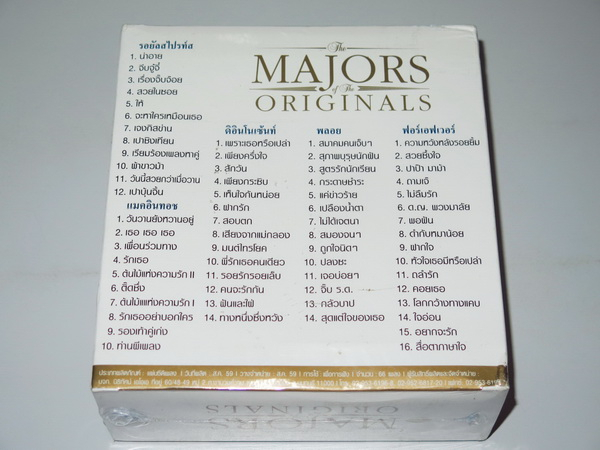 The
MAJORS
of The
ORIGINALS
รอยัลสไปรท์ส
1. น่าอาย
2. จีบจู๋จี๋
3. เรื่องจิ๊บจ๊อย
4. สวยในซอย
5. ให้
6. จะหาใครเหมือนเธอ
7. เจงกิสข่าน
8. เป่ายิงเทียน
9. เรียมร้องเพลงหาคู่
10. ผ้าขาวม้า
11. วันนี้สวยกว่าเมื่อวาน
12. เปาบุ้นจิ้น
แมคอินทอช
1. วันวานยังหวานอยู่
2. เธอ เธอ เธอ
3. เพื่อนร่วมทาง
4. รักเธอ
5. ต้นไม้แห่งความรัก II
6. ตื๊ดซึ่ง
7. ต้นไม้แห่งความรัก I
8. รักเธออย่าบอกใคร
9. รองเท้าคู่เก่ง
10. ท่านผีเพลง
ดิอินโนเซ้นท์
1. เพราะเธอหรือเปล่า
2. เพียงครึ่งใจ
3. สักวัน
4. เพียงกระซิบ
5. เห็นใจกันหน่อย
6. ฝากรัก
7. สอบตก
8. เสียงจากแม่กลอง
9. มนต์ไทรโยค
10. พี่รักเธอคนเดียว
11. รอยรักรอยเล็บ
12. คนจะรักกัน
13. ฟืนและไฟ
14. ทางหนึ่งซึ่งหวัง
พลอย
1. สมาคมคนเจ็บๆ
2. สุภาพบุรุษนักฝัน
3. สูตรรักนักเรียน
4. กระดาษชำระ
5. แค่ข่าวร้าย
6. เปลืองน้ำตา
7. ไม่ได้เจตนา
8. สมองจนๆ
9. ถูกใจนิดๆ
10. ปลงซะ
11. เจอบ่อยๆ
12. จิ๊บ ร.ด.
13. กลัวบาป
14. สุดแต่ใจของเธอ
ฟอร์เอฟเวอร์
1. ความหวังหลังรอยยิ้ม
2. สวยซึ้งใจ
3. ปาป๊า มาม้า
4. ถามเจ้
5. ไม่ลืมรัก
6. ด.ญ. พวงมาลัย
7. พอฟัน
8. ดำกับหมาน้อย
9. ฝากใจ
10. หัวใจเธอมีหรือเปล่า
11. ถลำรัก
12. คอยเธอ
13. โลกกว้างทางแคบ
14. ใจอ่อน
15. อยากจะรัก
16. สื่อตาภาษาใจ
MAJORS
ORIGINALS